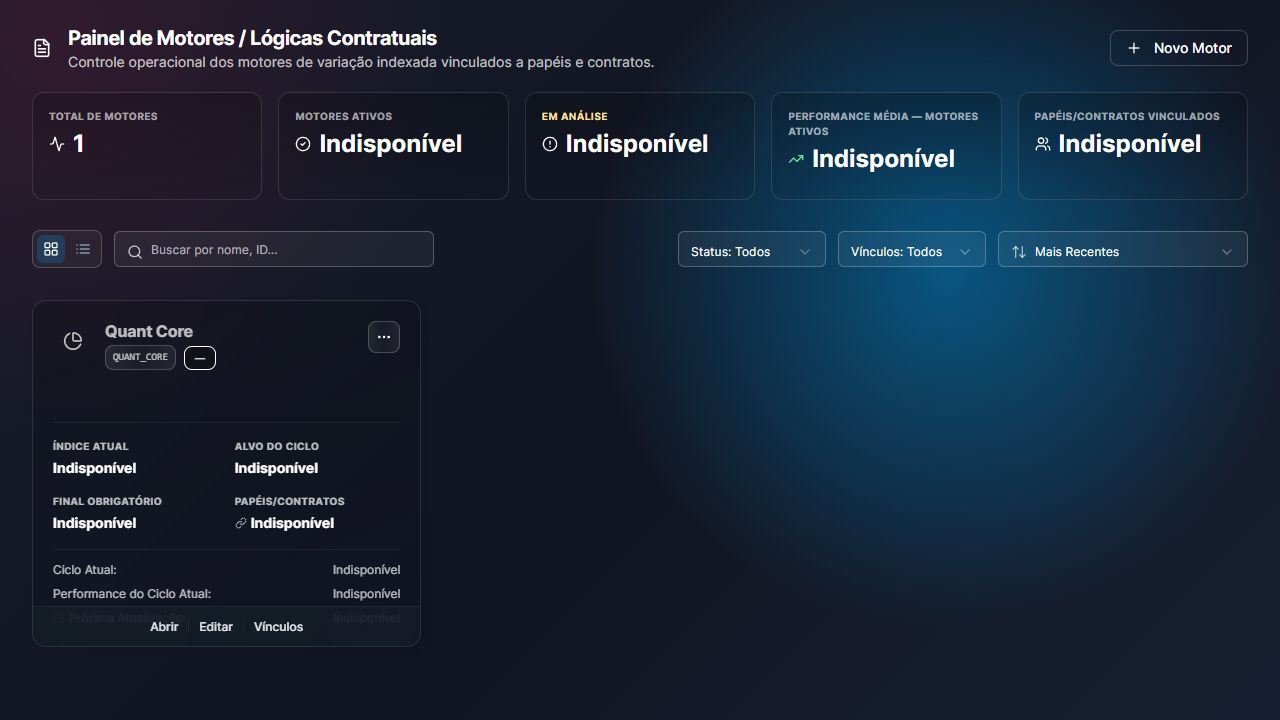 Painel de Motores / Lógicas Contratuais
Controle operacional dos motores de variação indexada vinculados a papéis e contratos.
Novo Motor
TOTAL DE MOTORES
1
MOTORES ATIVOS
Indisponível
EM ANÁLISE
Indisponível
PERFORMANCE MÉDIA — MOTORES
ATIVOS
Indisponível
PAPÉIS/CONTRATOS VINCULADOS
Indisponível
Buscar por nome, ID...
Status: Todos
Vínculos: Todos
Mais Recentes
Quant Core
QUANT_CORE
—
ÍNDICE ATUAL
Indisponível
ALVO DO CICLO
Indisponível
FINAL OBRIGATÓRIO
Indisponível
PAPÉIS/CONTRATOS
Indisponível
Ciclo Atual: Indisponível
Performance do Ciclo Atual: Indisponível
Próxima Atualização: Indisponível
Abrir Editar Vínculos